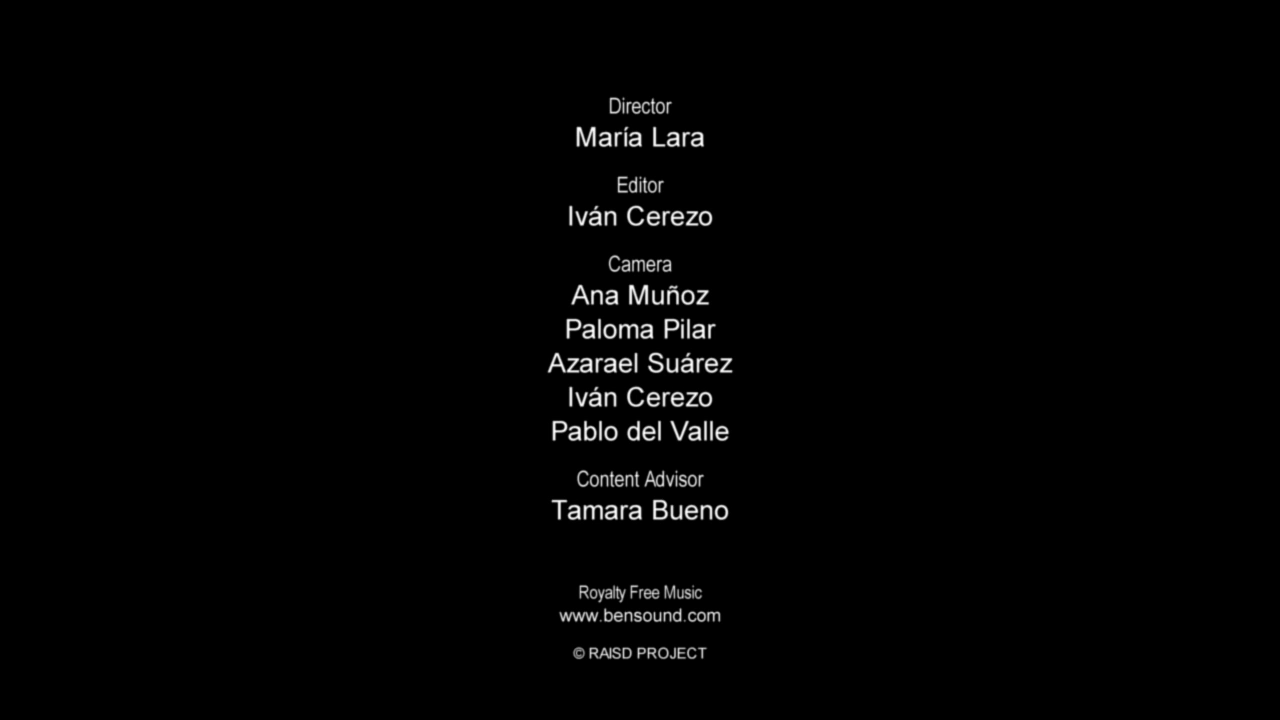 Director
María Lara
Editor
Iván Cerezo
Camera
Ana Muñoz
Paloma Pilar
Azarael Suárez
Iván Cerezo
Pablo del Valle
Content Advisor
Tamara Bueno
Royalty Free Music
www.bensound.com
© RAISD PROJECT